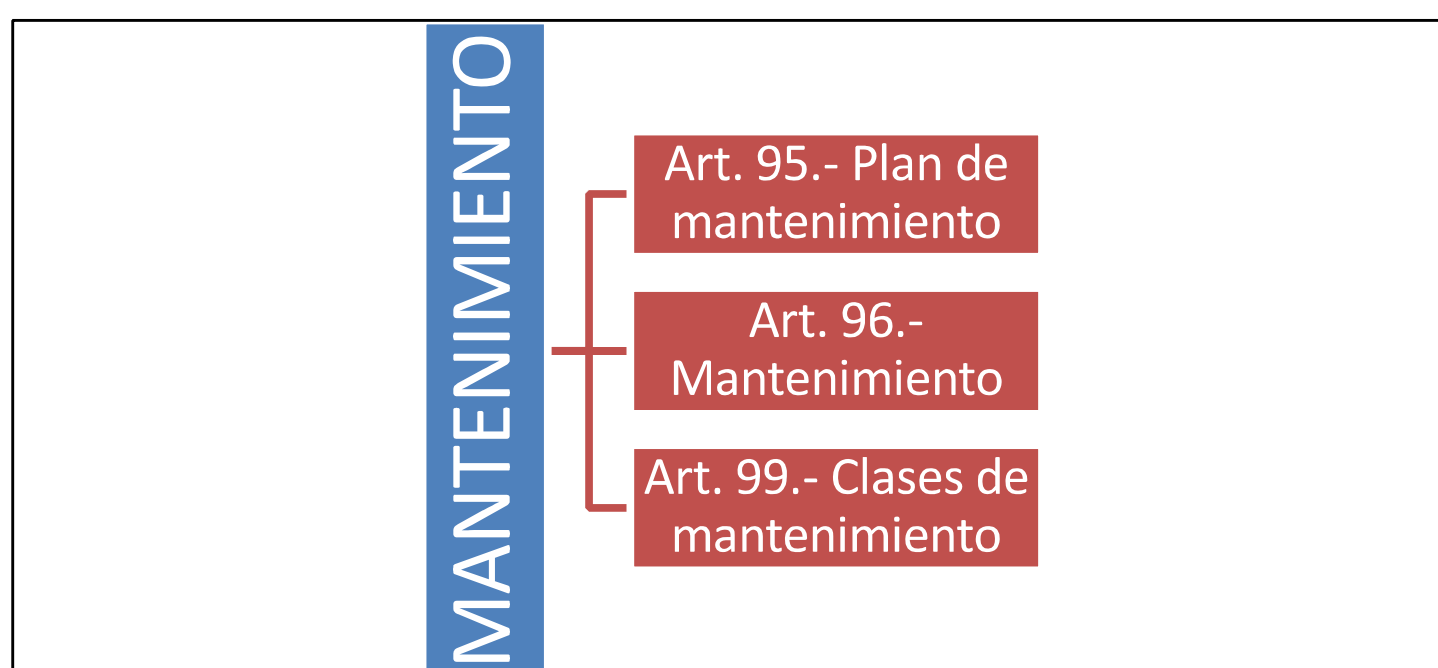 MANTENIMIENTO
Art. 95.- Plan de
mantenimiento
Art. 96.-
Mantenimiento
Art. 99.- Clases de
mantenimiento